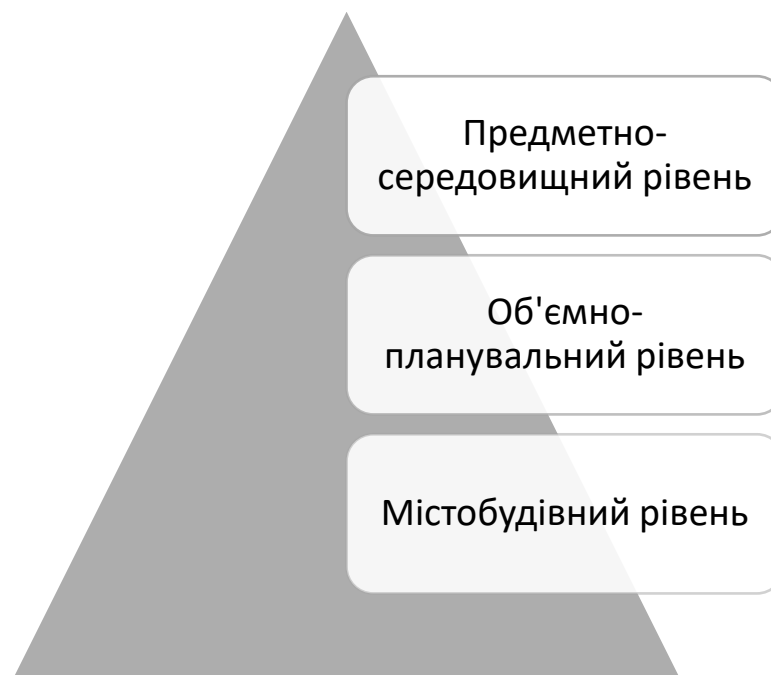 Предметно-
середовищний рівень
Об'ємно-
планувальний рівень
Містобудівний рівень